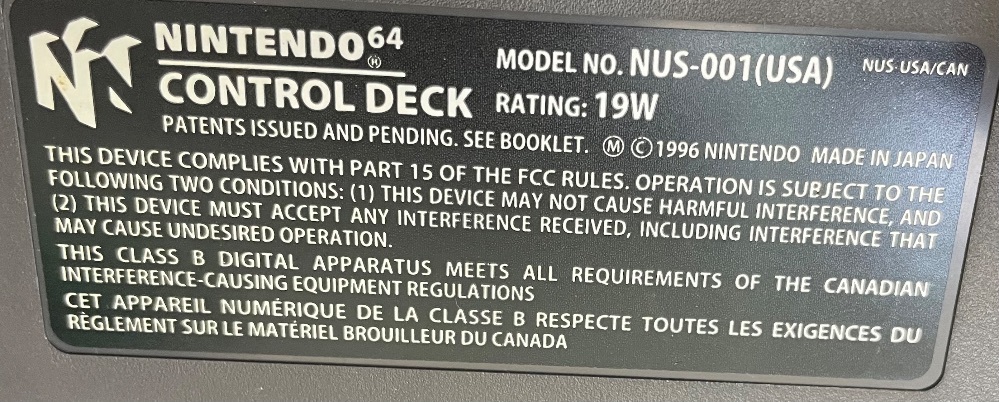 NINTENDO64®
CONTROL DECK
MODEL NO. NUS-001(USA)
NUS-USA/CAN
RATING: 19W
PATENTS ISSUED AND PENDING. SEE BOOKLET. Ⓜ ©1996 NINTENDO MADE IN JAPAN
THIS DEVICE COMPLIES WITH PART 15 OF THE FCC RULES. OPERATION IS SUBJECT TO THE
FOLLOWING TWO CONDITIONS: (1) THIS DEVICE MAY NOT CAUSE HARMFUL INTERFERENCE, AND
(2) THIS DEVICE MUST ACCEPT ANY INTERFERENCE RECEIVED, INCLUDING INTERFERENCE THAT
MAY CAUSE UNDESIRED OPERATION.
THIS CLASS B DIGITAL APPARATUS MEETS ALL REQUIREMENTS OF THE CANADIAN
INTERFERENCE-CAUSING EQUIPMENT REGULATIONS
CET APPAREIL NUMÉRIQUE DE LA CLASSE B RESPECTE TOUTES LES EXIGENCES DU
RÈGLEMENT SUR LE MATÉRIEL BROUILLEUR DU CANADA